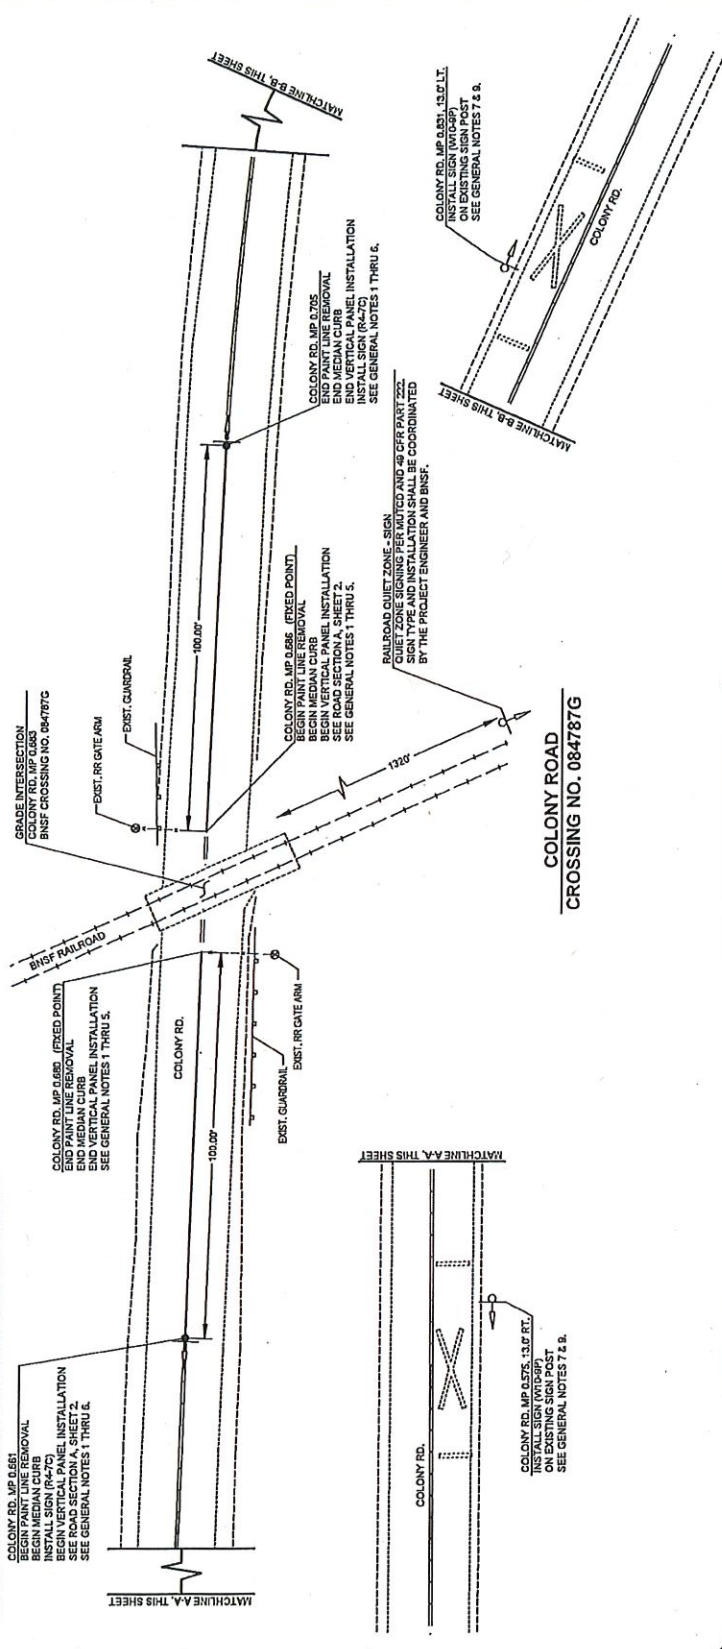 COLONY RD. MP 0.661
BEGIN PAINT LINE REMOVAL
BEGIN MEDIAN CURB
INSTALL SIGN (R4-7C)
BEGIN VERTICAL PANEL INSTALLATION
SEE ROAD SECTION A, SHEET 2.
SEE GENERAL NOTES 1 THRU 6.
MATCHLINE A-A, THIS SHEET
100.00'
COLONY RD.
COLONY RD. MP 0.680 (FIXED POINT)
END PAINT LINE REMOVAL
END MEDIAN CURB
END VERTICAL PANEL INSTALLATION
SEE GENERAL NOTES 1 THRU 5.
BNSF RAILROAD
EXIST. GUARDRAIL
EXIST. RR GATE ARM
GRADE INTERSECTION
COLONY RD. MP 0.683
BNSF CROSSING NO. 084787G
EXIST. RR GATE ARM
EXIST. GUARDRAIL
100.00'
COLONY RD. MP 0.686 (FIXED POINT)
BEGIN PAINT LINE REMOVAL
BEGIN MEDIAN CURB
BEGIN VERTICAL PANEL INSTALLATION
SEE ROAD SECTION A, SHEET 2.
SEE GENERAL NOTES 1 THRU 5.
COLONY RD. MP 0.705
END PAINT LINE REMOVAL
END MEDIAN CURB
END VERTICAL PANEL INSTALLATION
INSTALL SIGN (R4-7C)
SEE GENERAL NOTES 1 THRU 6.
MATCHLINE B-B, THIS SHEET
COLONY RD.
MATCHLINE A-A, THIS SHEET
COLONY RD. MP 0.575, 13.0' RT.
INSTALL SIGN (W10-9P)
ON EXISTING SIGN POST
SEE GENERAL NOTES 7 & 9.
1320'
RAILROAD QUIET ZONE - SIGN
QUIET ZONE SIGNING PER MUTCD AND 49 CFR PART 222.
SIGN TYPE AND INSTALLATION SHALL BE COORDINATED
BY THE PROJECT ENGINEER AND BNSF.
COLONY RD. MP 0.831, 13.0' LT.
INSTALL SIGN (W10-9P)
ON EXISTING SIGN POST
SEE GENERAL NOTES 7 & 9.
MATCHLINE B-B, THIS SHEET
COLONY RD.
COLONY ROAD
CROSSING NO. 084787G